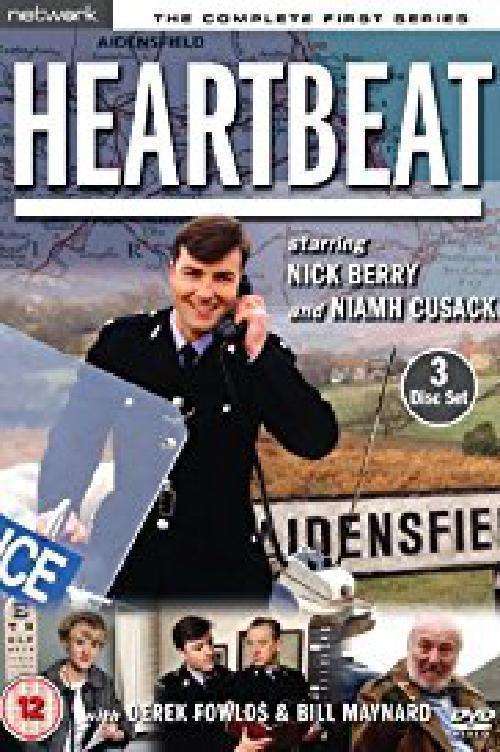 network
THE COMPLETE FIRST SERIES
AIDENSFIELD
HEARTBEAT
starring
NICK BERRY
and NIAMH CUSACK
3
Disc Set
AIDENSFIE
ICE
12
with DEREK FOWLDS & BILL MAYNARD
DVD
VIDEO